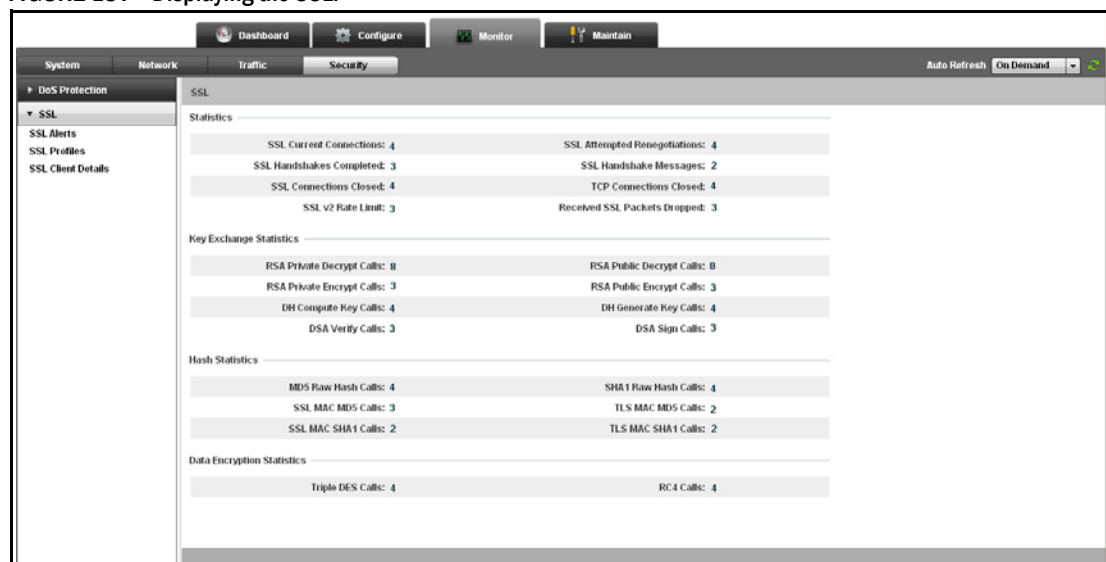 Displaying the SSL.
Dashboard Configure Monitor Maintain
System Network Traffic Security Auto Refresh On Demand
DoS Protection
SSL
SSL
SSL Alerts
SSL Profiles
SSL Client Details
Statistics
SSL Current Connections: 4 SSL Attempted Renegotiations: 4
SSL Handshakes Completed: 3 SSL Handshake Messages: 2
SSL Connections Closed: 4 TCP Connections Closed: 4
SSL v2 Rate Limit: 3 Received SSL Packets Dropped: 3
Key Exchange Statistics
RSA Private Decrypt Calls: 8 RSA Public Decrypt Calls: 8
RSA Private Encrypt Calls: 3 RSA Public Encrypt Calls: 3
DH Compute Key Calls: 4 DH Generate Key Calls: 4
DSA Verify Calls: 3 DSA Sign Calls: 3
Hash Statistics
MD5 Raw Hash Calls: 4 SHA1 Raw Hash Calls: 4
SSL MAC MD5 Calls: 3 TLS MAC MD5 Calls: 2
SSL MAC SHA1 Calls: 2 TLS MAC SHA1 Calls: 2
Data Encryption Statistics
Triple DES Calls: 4 RC4 Calls: 4